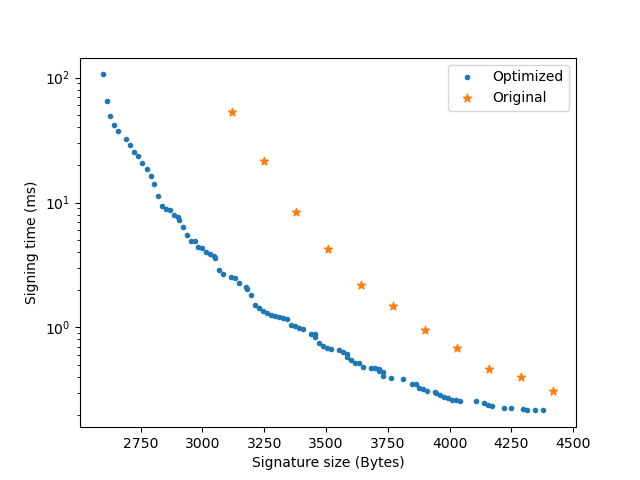 Optimized
Original
10²
10¹
10⁰
Signing time (ms)
2750 3000 3250 3500 3750 4000 4250 4500
Signature size (Bytes)